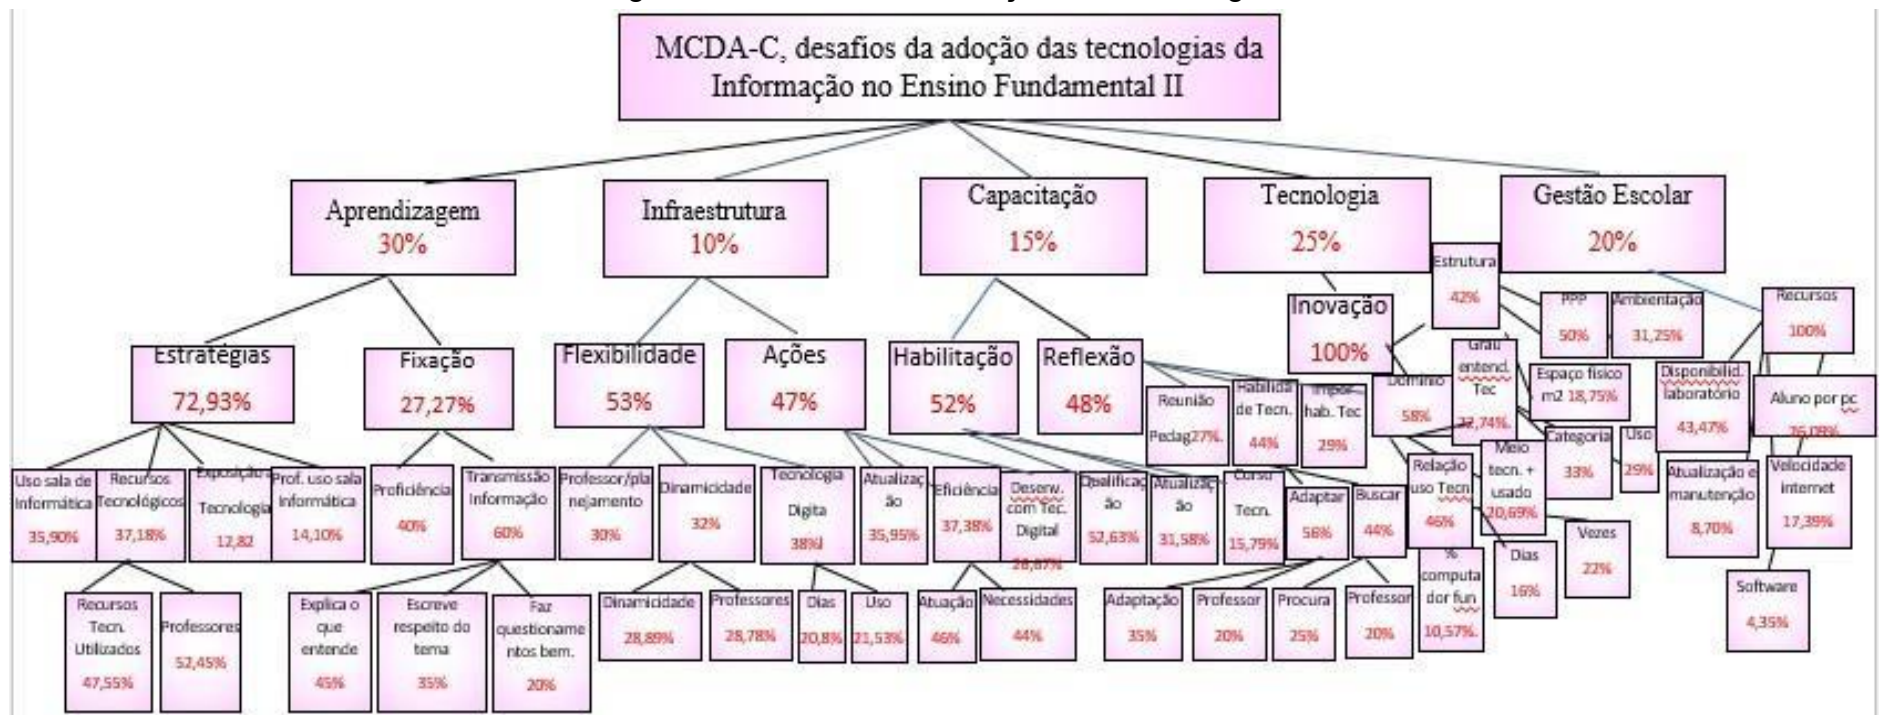 MCDA-C, desafios da adoção das tecnologias da
Informação no Ensino Fundamental II
Aprendizagem
30%
Infraestrutura
10%
Capacitação
15%
Tecnologia
25%
Gestão Escolar
20%
Estratégias
72,93%
Fixação
27,27%
Flexibilidade
53%
Ações
47%
Habilitação
52%
Reflexão
48%
Inovação
100%
Estrutura
42%
PPP
50%
Ambientação
31,25%
Recursos
100%
Reunião
Pedag27%.
Habilida
de Tecn.
44%
hab. Tec
29%
Domínio
58%
Grau
entend.
Tec
22,74%.
Espaço físico
m2 18,75%
Disponibilid.
laboratório
43,47%
Aluno por pc
76,09%
Uso sala de
Informática
35,90%
Recursos
Tecnológicos
37,18%
Exposição a
Tecnologia
12,82
Prof. uso sala
Informática
14,10%
Proficiência
40%
Transmissão
Informação
60%
Professor/pla
nejamento
30%
Dinamicidade
32%
Tecnologia
Digita
38%
Atualizaç
ão
35,95%
Eficiência
37,38%
Desenv.
com Tec.
Digital
Qualificaç
ão
52,63%
Atualizaç
ão
31,58%
Curso
Tecn.
15,79%
Adaptar
56%
Buscar
44%
Relação
uso Tecn
46%
Meio
tecn. +
usado
20,69%
Categoria
33%
Uso
29%
Atualização e
manutenção
8,70%
Velocidade
internet
17,39%
Recursos
Tecn.
Utilizados
47,55%
Professores
52,45%
Explica o
que
entende
45%
Escreve
respeito do
tema
35%
Faz
questioname
ntos bem.
20%
Dinamicidade
28,89%
Professores
28,78%
Dias
20,8%
Uso
21,53%
Atuação
46%
Necessidades
44%
Adaptação
35%
Professor
20%
Procura
25%
Professor
20%
%
computa
dor fun
10,57%.
Dias
16%
Vezes
22%
Software
4,35%